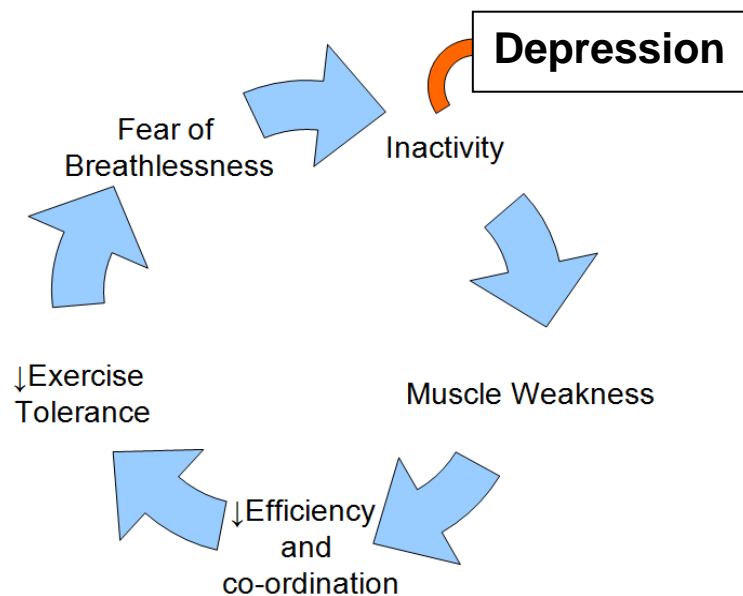 Depression
Fear of
Breathlessness
Inactivity
↓Exercise
Tolerance
Muscle Weakness
↓Efficiency
and
co-ordination